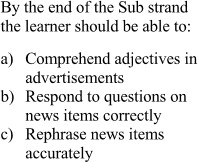 By the end of the Sub strand
the learner should be able to:
a) Comprehend adjectives in
advertisements
b) Respond to questions on
news items correctly
c) Rephrase news items
accurately